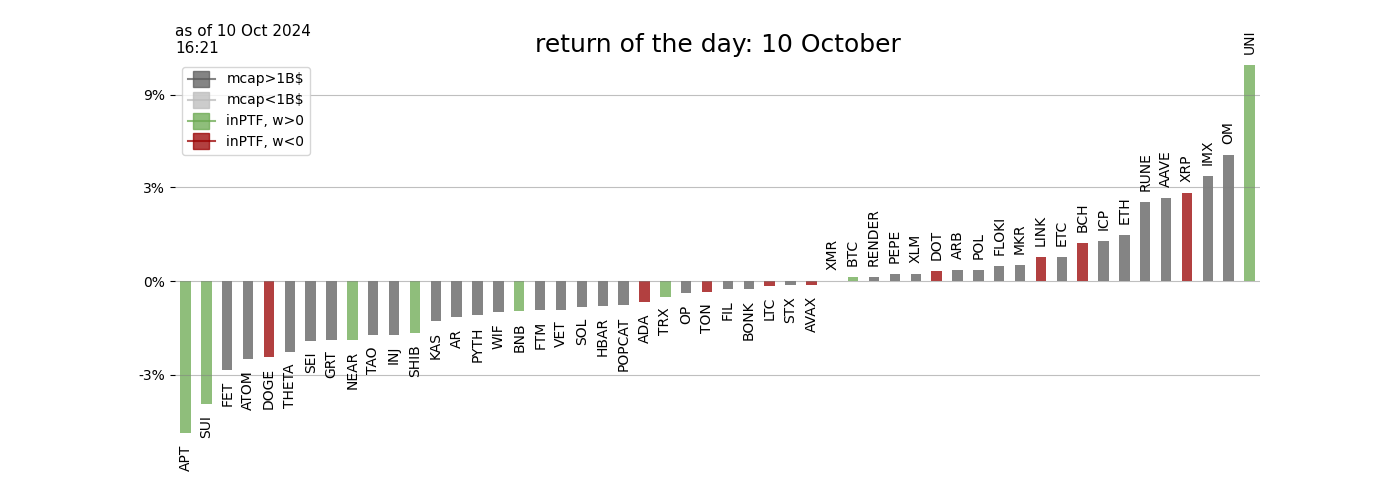 as of 10 Oct 2024
16:21
return of the day: 10 October
mcap>1B$
mcap<1B$
inPTF, w>0
inPTF, w<0
9%
3%
0%
-3%
APT
SUI
FET
ATOM
DOGE
THETA
SEI
GRT
NEAR
TAO
INJ
SHIB
KAS
AR
PYTH
WIF
BNB
FTM
VET
SOL
HBAR
POPCAT
ADA
TRX
OP
TON
FIL
BONK
LTC
STX
AVAX
XMR
BTC
RENDER
PEPE
XLM
DOT
ARB
POL
FLOKI
MKR
LINK
ETC
BCH
ICP
ETH
RUNE
AAVE
XRP
IMX
OM
UNI